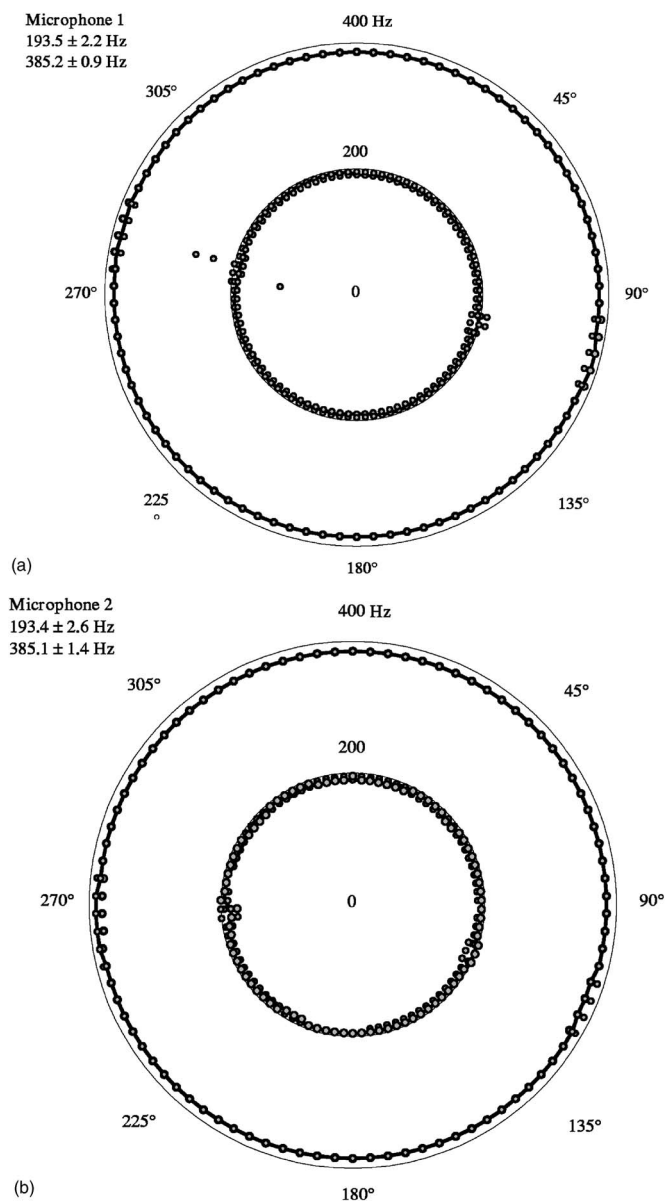 Microphone 1
193.5 ± 2.2 Hz
385.2 ± 0.9 Hz
400 Hz
305°
45°
200
270°
0
90°
225
135°
(a)
180°
Microphone 2
193.4 ± 2.6 Hz
385.1 ± 1.4 Hz
400 Hz
305°
45°
200
270°
0
90°
225°
135°
(b)
180°